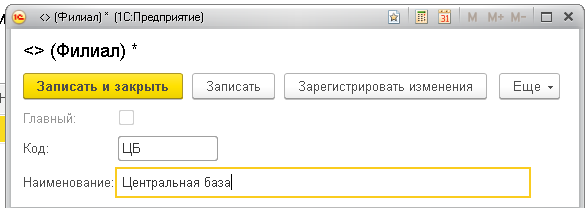 <> (Филиал) * (1С:Предприятие) M M+ M-
<> (Филиал) *
Записать и закрыть Записать Зарегистрировать изменения Еще
Главный:
Код: ЦБ
Наименование: Центральная база